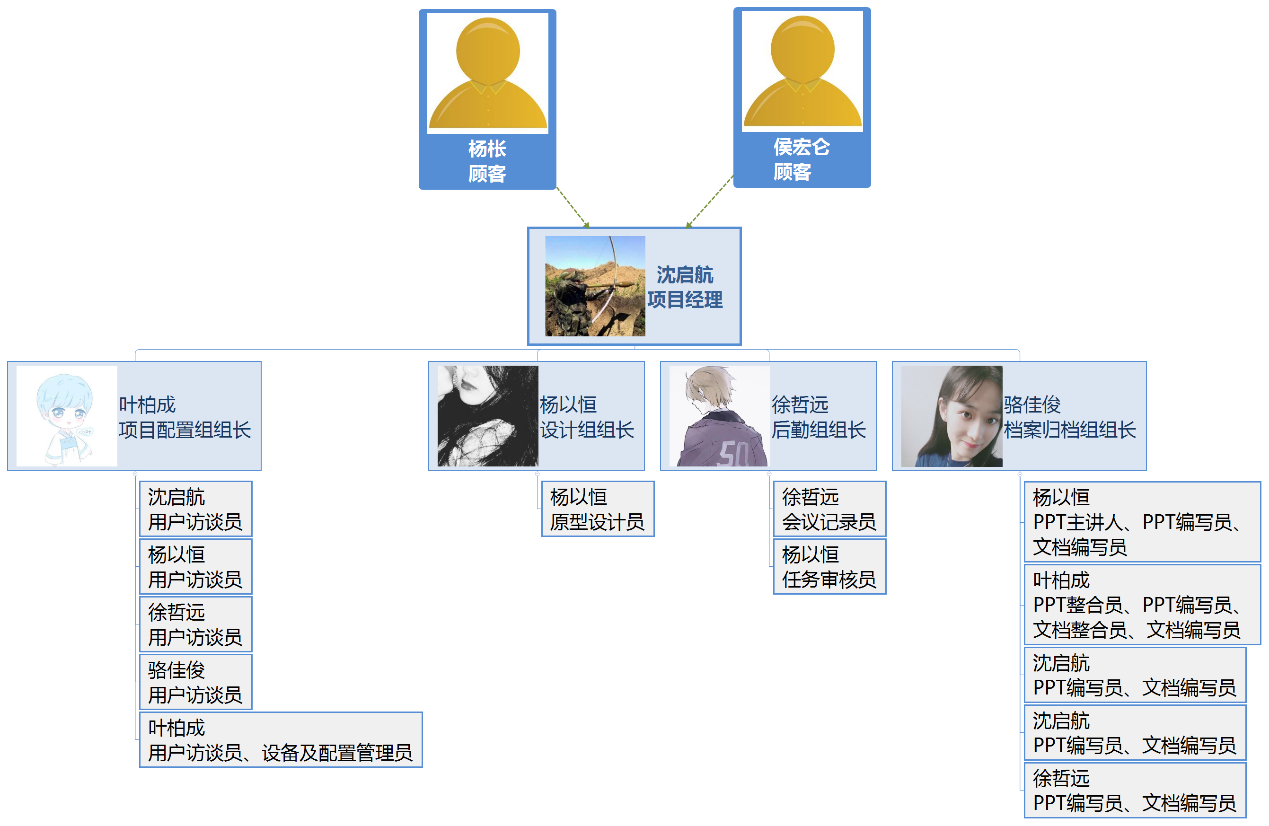 杨枨
顾客
侯宏仑
顾客
沈启航
项目经理
叶柏成
项目配置组组长
杨以恒
设计组组长
徐哲远
后勤组组长
50
骆佳俊
档案归档组组长
沈启航
用户访谈员
杨以恒
用户访谈员
徐哲远
用户访谈员
骆佳俊
用户访谈员
叶柏成
用户访谈员、设备及配置管理员
杨以恒
原型设计员
徐哲远
会议记录员
杨以恒
任务审核员
杨以恒
PPT主讲人、PPT编写员、
文档编写员
叶柏成
PPT整合员、PPT编写员、
文档整合员、文档编写员
沈启航
PPT编写员、文档编写员
沈启航
PPT编写员、文档编写员
徐哲远
PPT编写员、文档编写员